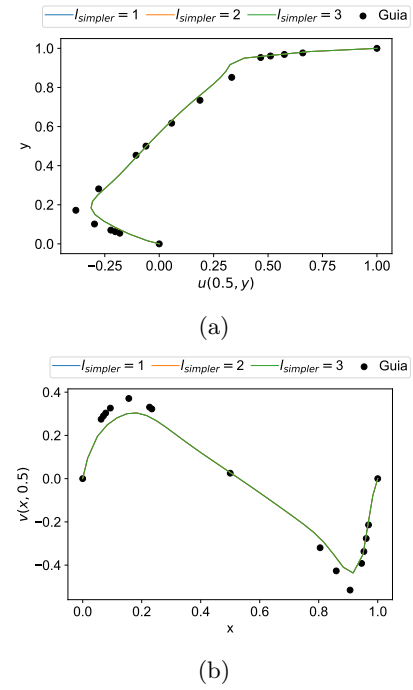 I_simpler = 1 I_simpler = 2 I_simpler = 3 Guia
1.0
0.8
0.6
0.4
0.2
0.0
y
−0.25 0.00 0.25 0.50 0.75 1.00
u(0.5, y)
(a)
I_simpler = 1 I_simpler = 2 I_simpler = 3 Guia
0.4
0.2
0.0
−0.2
−0.4
v(x, 0.5)
0.0 0.2 0.4 0.6 0.8 1.0
x
(b)